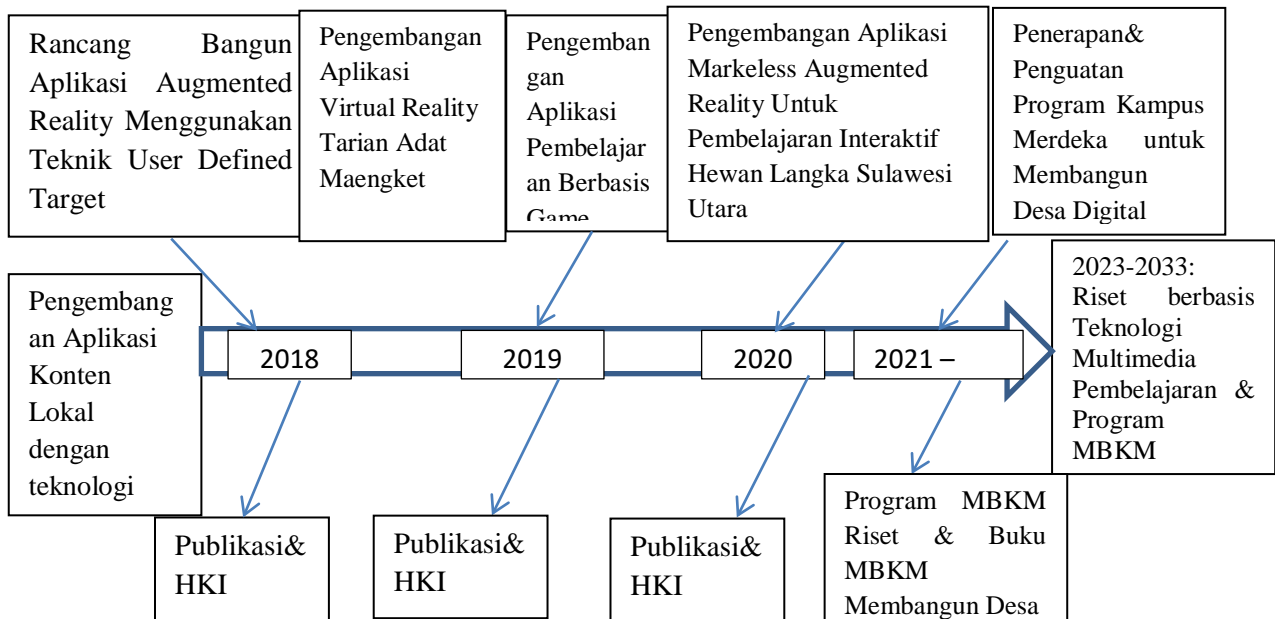 Rancang Bangun
Aplikasi Augmented
Reality Menggunakan
Teknik User Defined
Target
Pengembangan
Aplikasi
Virtual Reality
Tarian Adat
Maengket
Pengemban
gan
Aplikasi
Pembelajar
an Berbasis
Game
Pengembangan Aplikasi
Markeless Augmented
Reality Untuk
Pembelajaran Interaktif
Hewan Langka Sulawesi
Utara
Penerapan&
Penguatan
Program Kampus
Merdeka untuk
Membangun
Desa Digital
Pengembang
an Aplikasi
Konten
Lokal
dengan
teknologi
2018
2019
2020
2021 –
2023-2033:
Riset berbasis
Teknologi
Multimedia
Pembelajaran &
Program
MBKM
Publikasi&
HKI
Publikasi&
HKI
Publikasi&
HKI
Program MBKM
Riset & Buku
MBKM
Membangun Desa